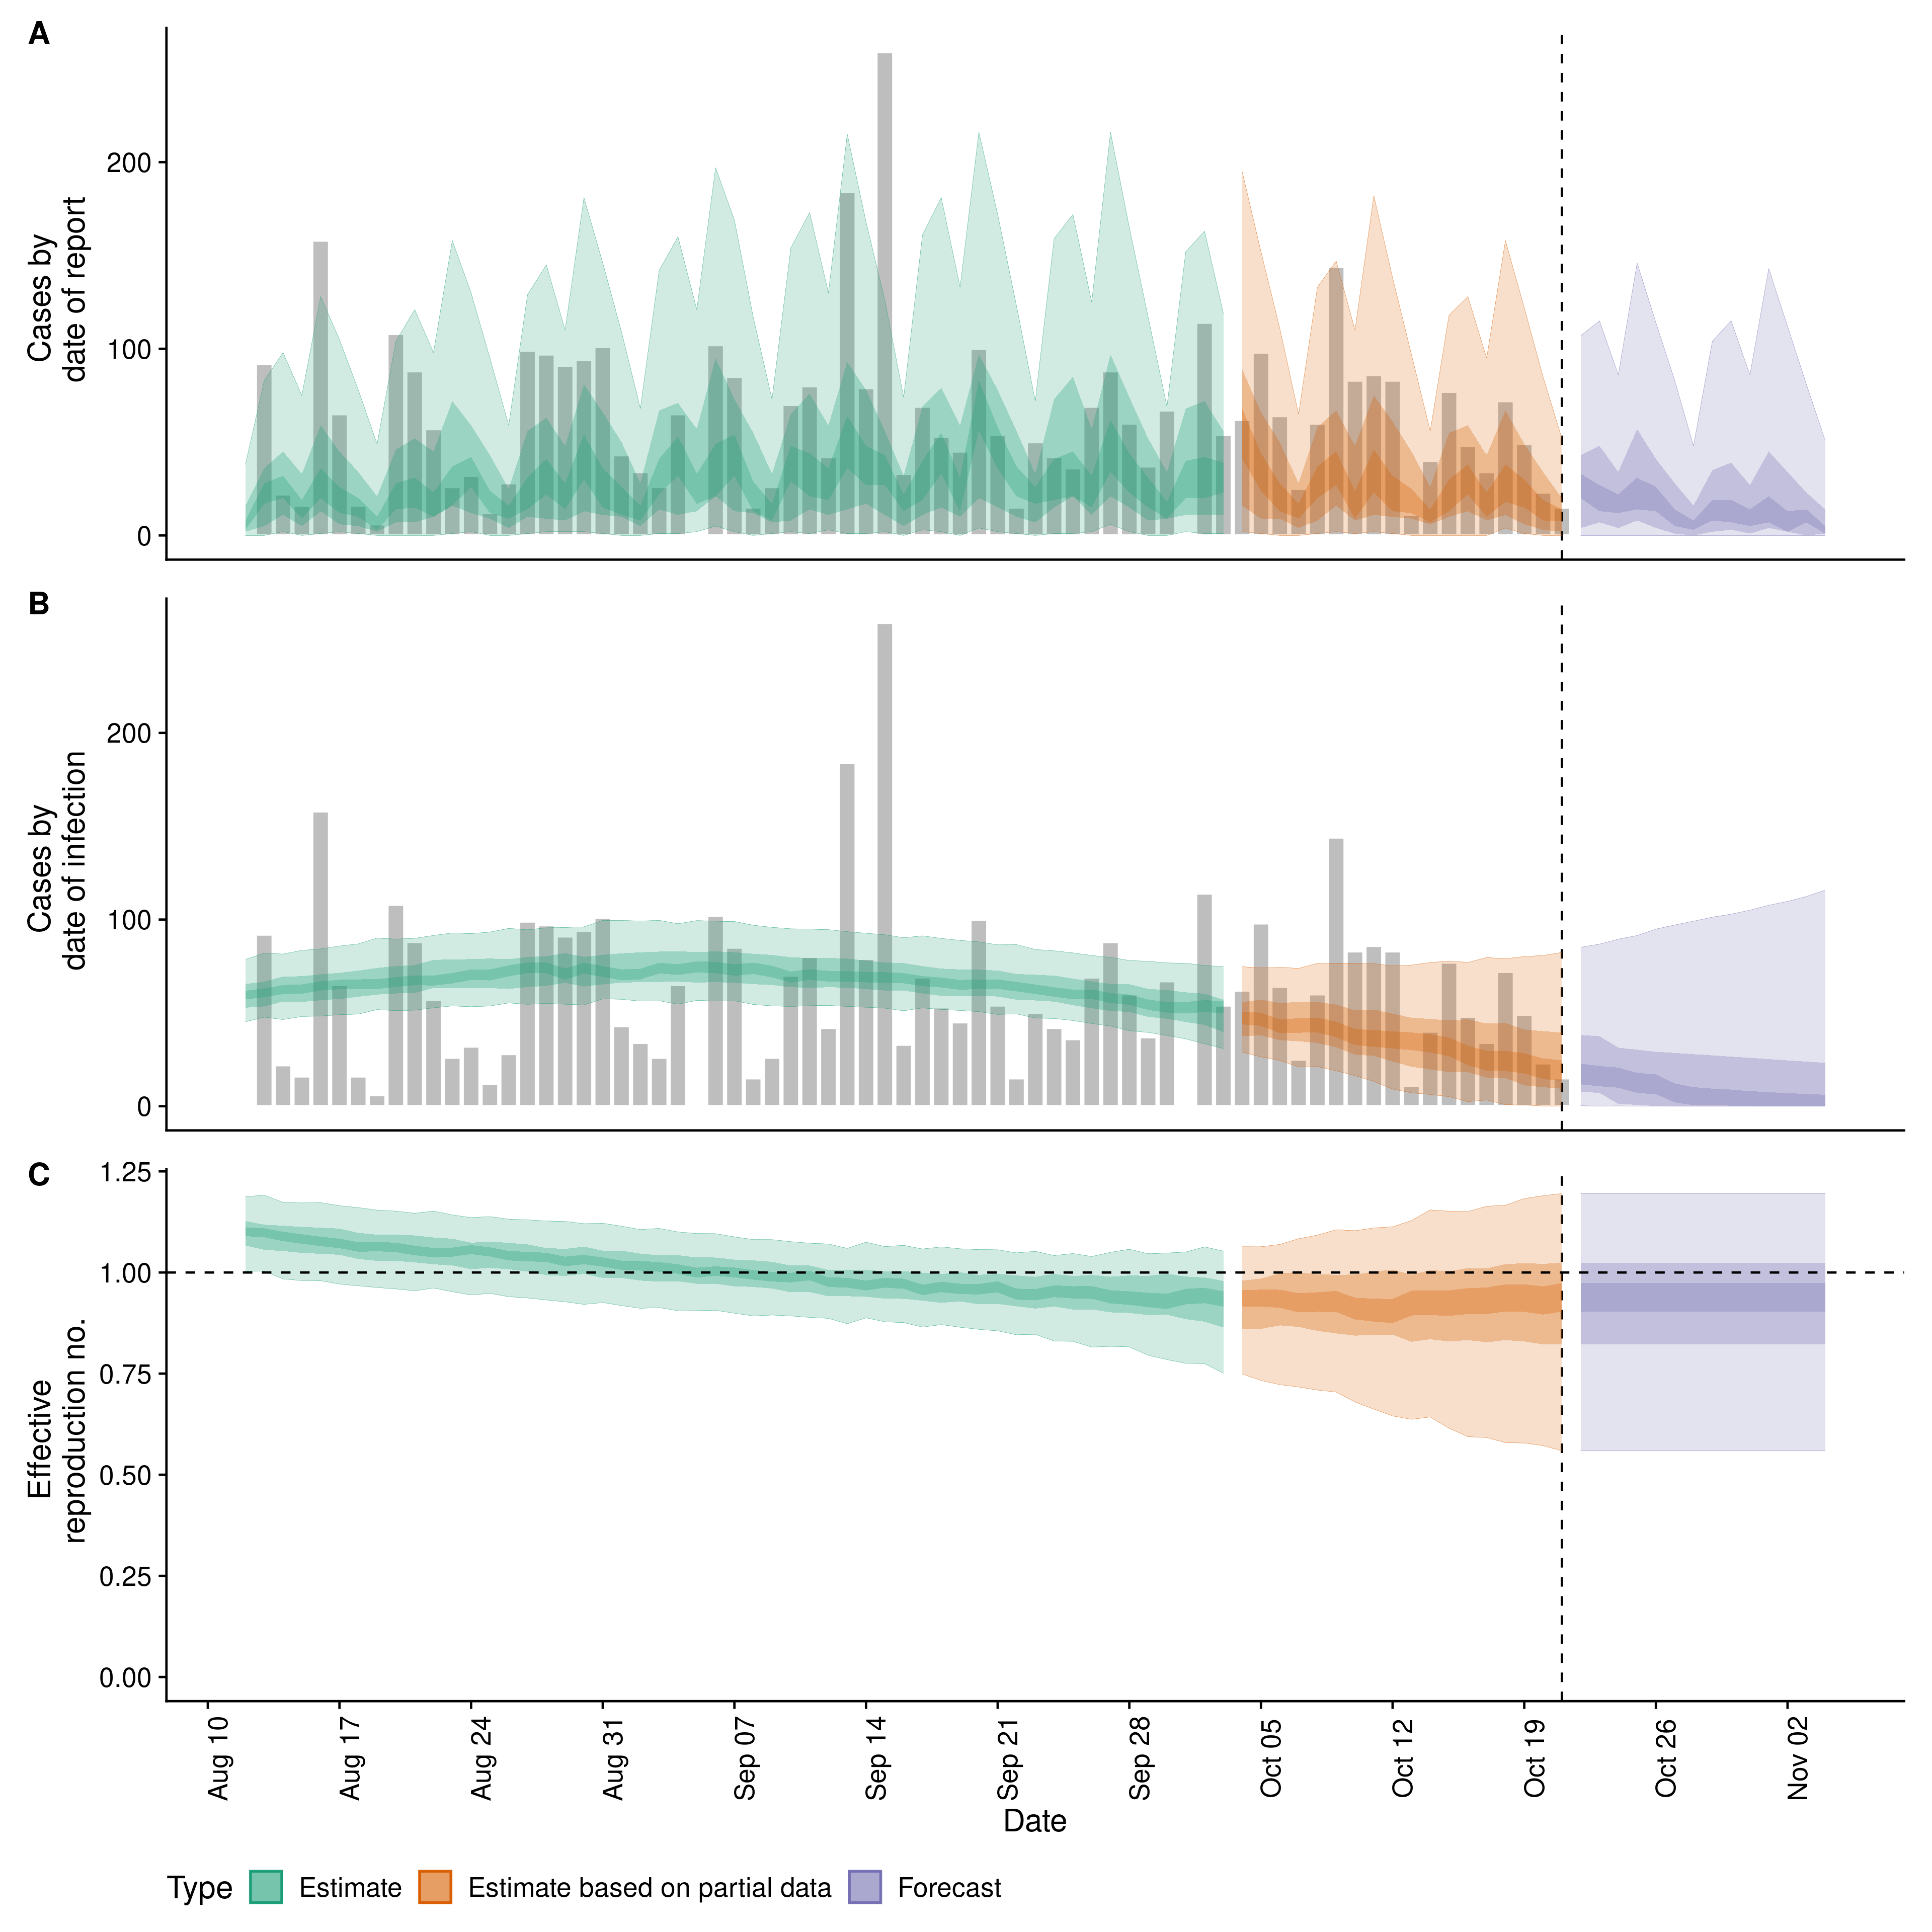 A
Cases by
date of report
200
100
0
B
Cases by
date of infection
200
100
0
C
Effective
reproduction no.
1.25
1.00
0.75
0.50
0.25
0.00
Aug 10
Aug 17
Aug 24
Aug 31
Sep 07
Sep 14
Sep 21
Sep 28
Oct 05
Oct 12
Oct 19
Oct 26
Nov 02
Date
Type Estimate Estimate based on partial data Forecast